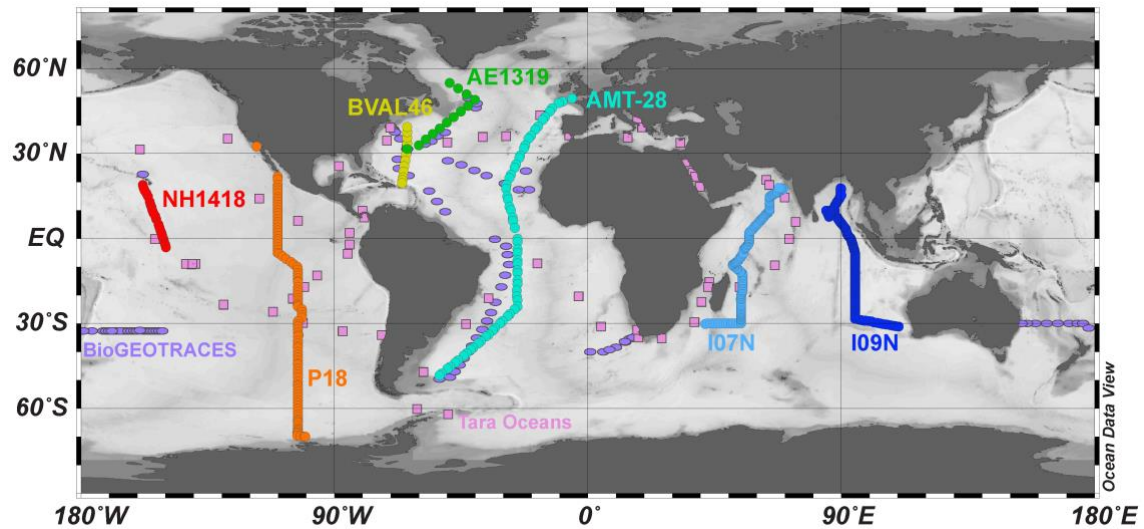 60˚N
AE1319
BVAL46
AMT-28
30˚N
NH1418
EQ
30˚S
BioGEOTRACES
I07N
I09N
P18
60˚S
Tara Oceans
Ocean Data View
180˚W
90˚W
0˚
90˚E
180˚E